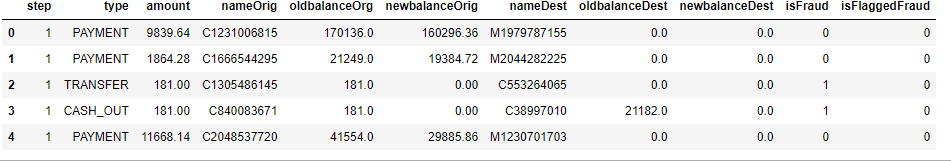 step type amount nameOrig oldbalanceOrg newbalanceOrig nameDest oldbalanceDest newbalanceDest isFraud isFlaggedFraud
0 1 PAYMENT 9839.64 C1231006815 170136.0 160296.36 M1979787155 0.0 0.0 0 0
1 1 PAYMENT 1864.28 C1666544295 21249.0 19384.72 M2044282225 0.0 0.0 0 0
2 1 TRANSFER 181.00 C1305486145 181.0 0.00 C553264065 0.0 0.0 1 0
3 1 CASH_OUT 181.00 C840083671 181.0 0.00 C38997010 21182.0 0.0 1 0
4 1 PAYMENT 11668.14 C2048537720 41554.0 29885.86 M1230701703 0.0 0.0 0 0